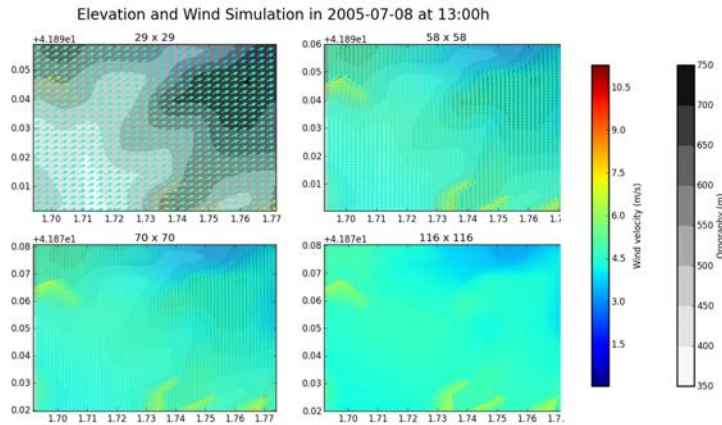 Elevation and Wind Simulation in 2005-07-08 at 13:00h
+4.189e1
29 x 29
0.05
0.04
0.03
0.02
0.01
1.70 1.71 1.72 1.73 1.74 1.75 1.76 1.77
+4.189e1
58 x 58
0.06
0.05
0.04
0.03
0.02
0.01
1.70 1.71 1.72 1.73 1.74 1.75 1.76 1.7
+4.187e1
70 x 70
0.08
0.07
0.06
0.05
0.04
0.03
0.02
1.70 1.71 1.72 1.73 1.74 1.75 1.76 1.77
+4.187e1
116 x 116
0.08
0.07
0.06
0.05
0.04
0.03
0.02
1.70 1.71 1.72 1.73 1.74 1.75 1.76 1.7
10.5
9.0
7.5
6.0
4.5
3.0
1.5
Wind velocity (m/s)
750
700
650
600
550
500
450
400
350
Orography (m)